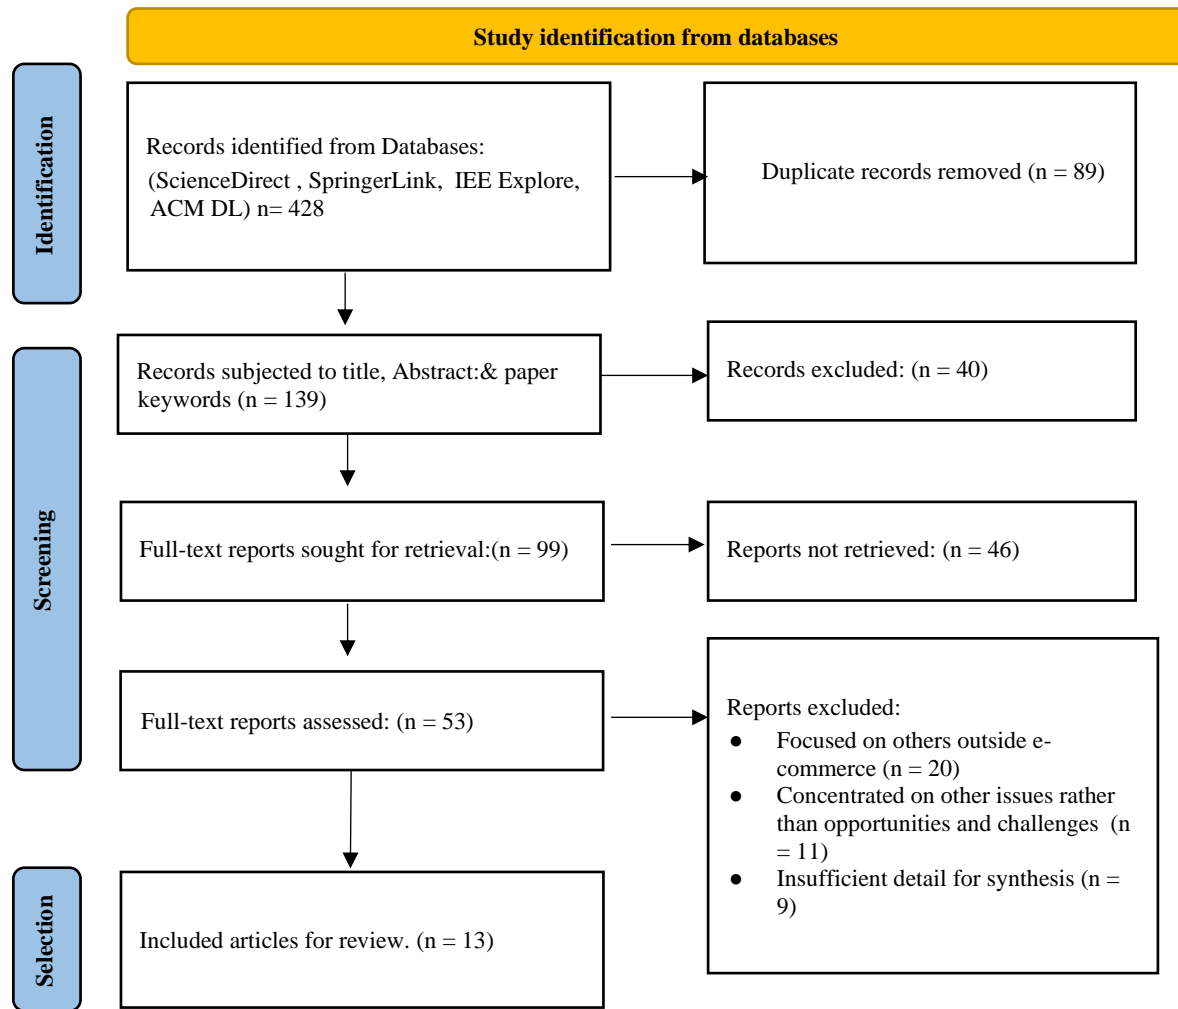 Study identification from databases
Identification
Records identified from Databases:
(ScienceDirect , SpringerLink, IEE Explore,
ACM DL) n= 428
Duplicate records removed (n = 89)
Screening
Records subjected to title, Abstract:& paper
keywords (n = 139)
Records excluded: (n = 40)
Full-text reports sought for retrieval:(n = 99)
Reports not retrieved: (n = 46)
Full-text reports assessed: (n = 53)
Reports excluded:
● Focused on others outside e-
commerce (n = 20)
● Concentrated on other issues rather
than opportunities and challenges (n
= 11)
● Insufficient detail for synthesis (n =
9)
Selection
Included articles for review. (n = 13)